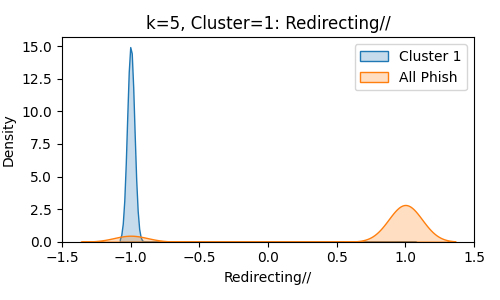 k=5, Cluster=1: Redirecting//
15.0
12.5
10.0
7.5
5.0
2.5
0.0
Density
Cluster 1
All Phish
−1.5 −1.0 −0.5 0.0 0.5 1.0 1.5
Redirecting//